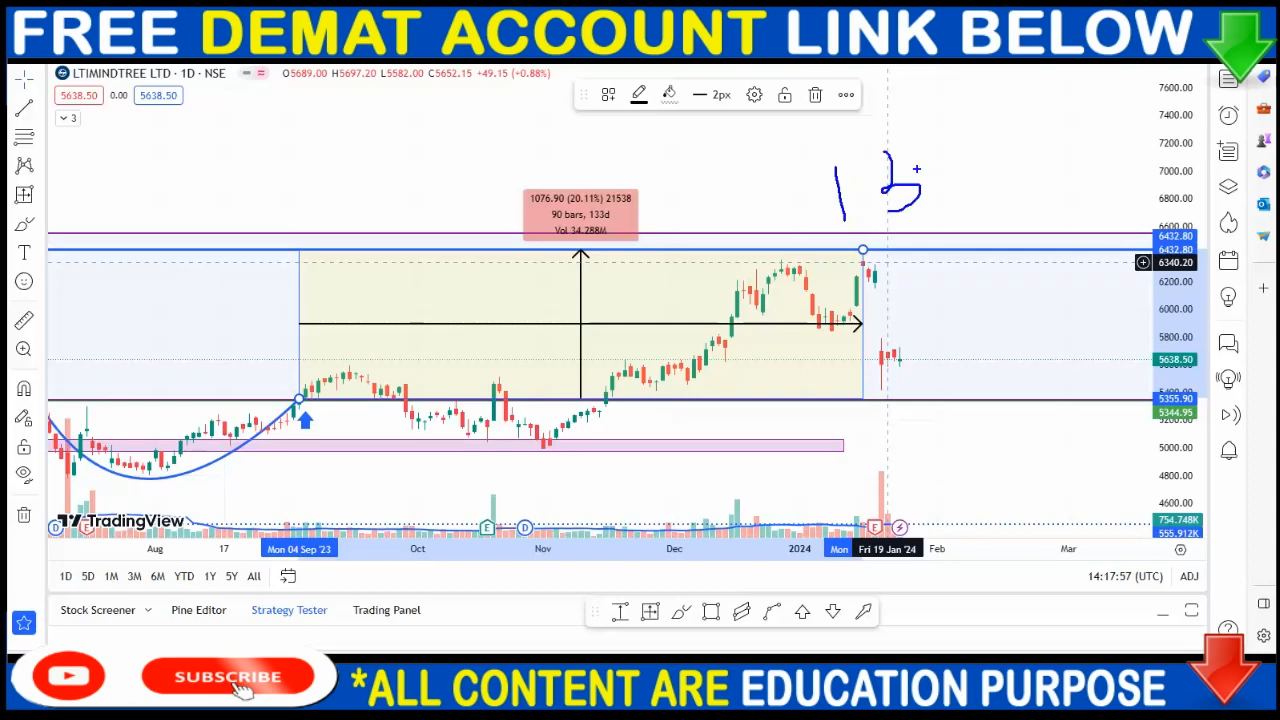 FREE DEMAT ACCOUNT LINK BELOW
LTIMINDTREE LTD · 1D · NSE O5689.00 H5697.20 L5582.00 C5652.15 +49.15 (+0.88%)
5638.50 0.00 5638.50
2px
3
1076.90 (20.11%) 21538
90 bars, 133d
Vol 34.288M
7600.00
7400.00
7200.00
7000.00
6800.00
6600.00
6432.80
6432.80
6340.20
6200.00
6000.00
5800.00
5638.50
5400.00
5355.90
5344.95
5200.00
5000.00
4800.00
4600.00
754.748K
555.912K
TradingView
D E E D E
Aug 17 Mon 04 Sep '23 Oct Nov Dec 2024 Mon Fri 19 Jan '24 Feb Mar
1D 5D 1M 3M 6M YTD 1Y 5Y All 14:17:57 (UTC) ADJ
Stock Screener Pine Editor Strategy Tester Trading Panel
SUBSCRIBE
*ALL CONTENT ARE EDUCATION PURPOSE